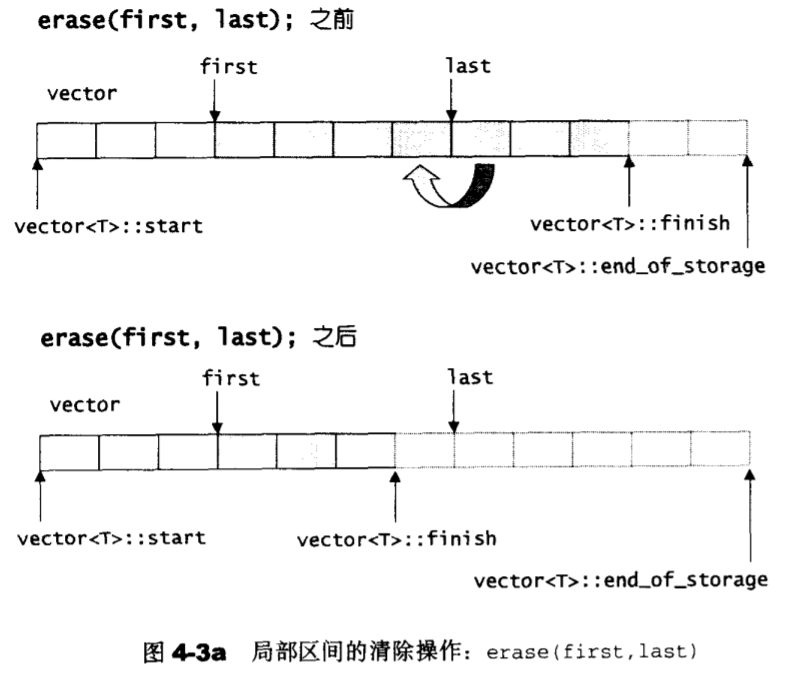 erase(first, last); 之前
first last
vector
vector<T>::start vector<T>::finish
vector<T>::end_of_storage
erase(first, last); 之后
first last
vector
vector<T>::start vector<T>::finish
vector<T>::end_of_storage
图 4-3a 局部区间的清除操作：erase(first,last)